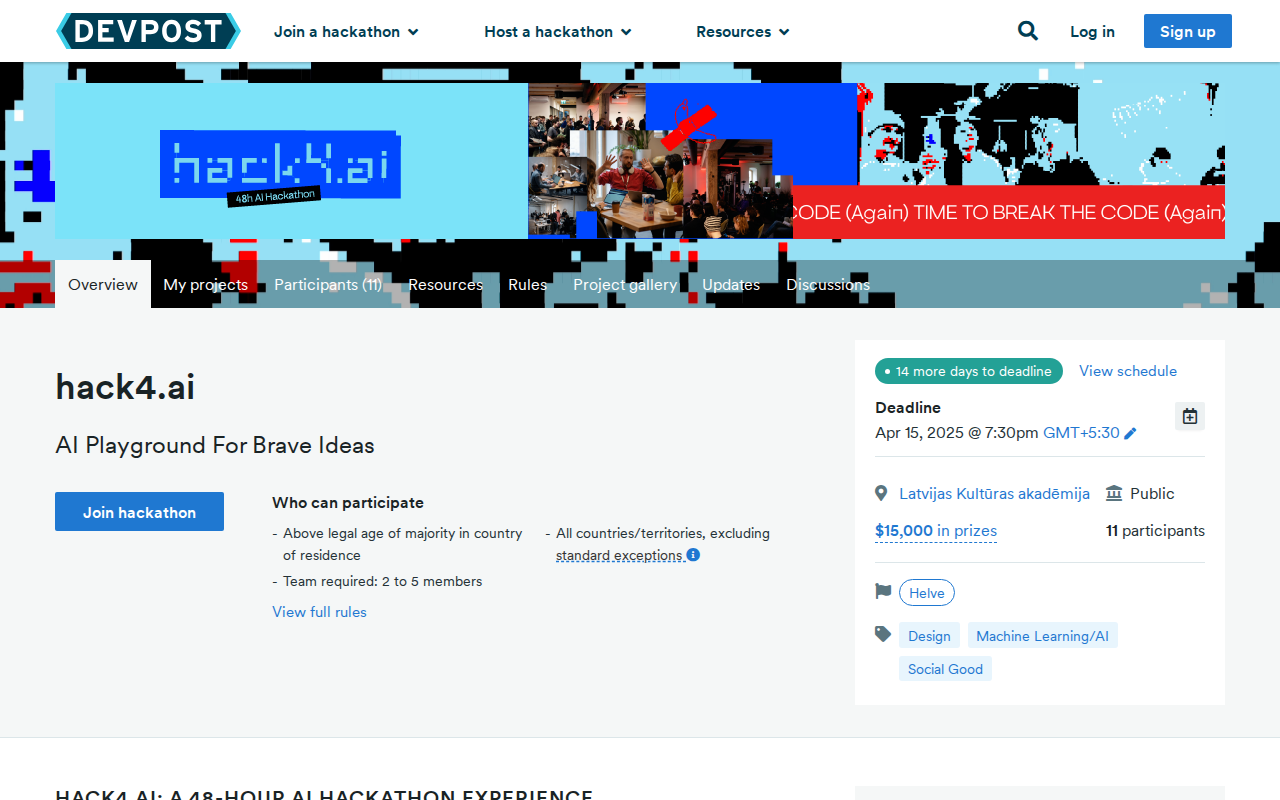 DEVPOST
Join a hackathon
Host a hackathon
Resources
Log in
Sign up
hack4.ai
48h AI Hackathon
CODE (Again) TIME TO BREAK THE CODE (Again)
Overview
My projects
Participants (11)
Resources
Rules
Project gallery
Updates
Discussions
hack4.ai
AI Playground For Brave Ideas
Join hackathon
Who can participate
- Above legal age of majority in country
of residence
- Team required: 2 to 5 members
- All countries/territories, excluding
standard exceptions
View full rules
14 more days to deadline
View schedule
Deadline
Apr 15, 2025 @ 7:30pm GMT+5:30
Latvijas Kultūras akadēmija
Public
$15,000 in prizes
11 participants
Helve
Design
Machine Learning/AI
Social Good
HACK4.AI: A 48-HOUR AI HACKATHON EXPERIENCE